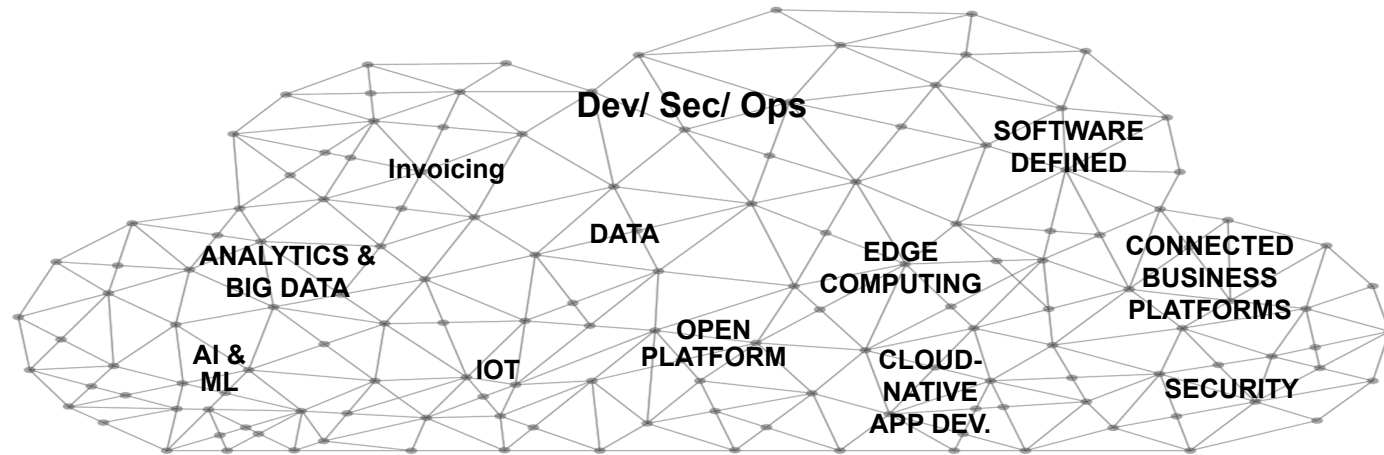 Dev/ Sec/ Ops
SOFTWARE
DEFINED
Invoicing
DATA
ANALYTICS &
BIG DATA
EDGE
COMPUTING
CONNECTED
BUSINESS
PLATFORMS
AI &
ML
IOT
OPEN
PLATFORM
CLOUD-
NATIVE
APP DEV.
SECURITY